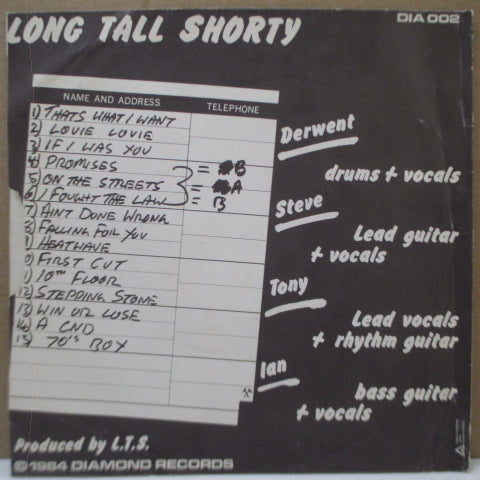 LONG TALL SHORTY
DIA 002
NAME AND ADDRESS
TELEPHONE
1) THATS WHAT I WANT
2) LOUIE LOUIE
3) IF I WAS YOU
4) PROMISES = B
5) ON THE STREETS = A
6) I FOUGHT THE LAW = B
7) AINT DONE WRONG
8) FALLING FOR YOU
9) HEATWAVE
10) FIRST CUT
11) 10TH FLOOR
12) STEPPING STONE
13) WIN OR LOSE
14) A CND
15) 70'S BOY
Derwent
drums + vocals
Steve
Lead guitar
+ vocals
Tony
Lead vocals
+ rhythm guitar
Ian
bass guitar
+ vocals
Produced by L.T.S.
©1984 DIAMOND RECORDS